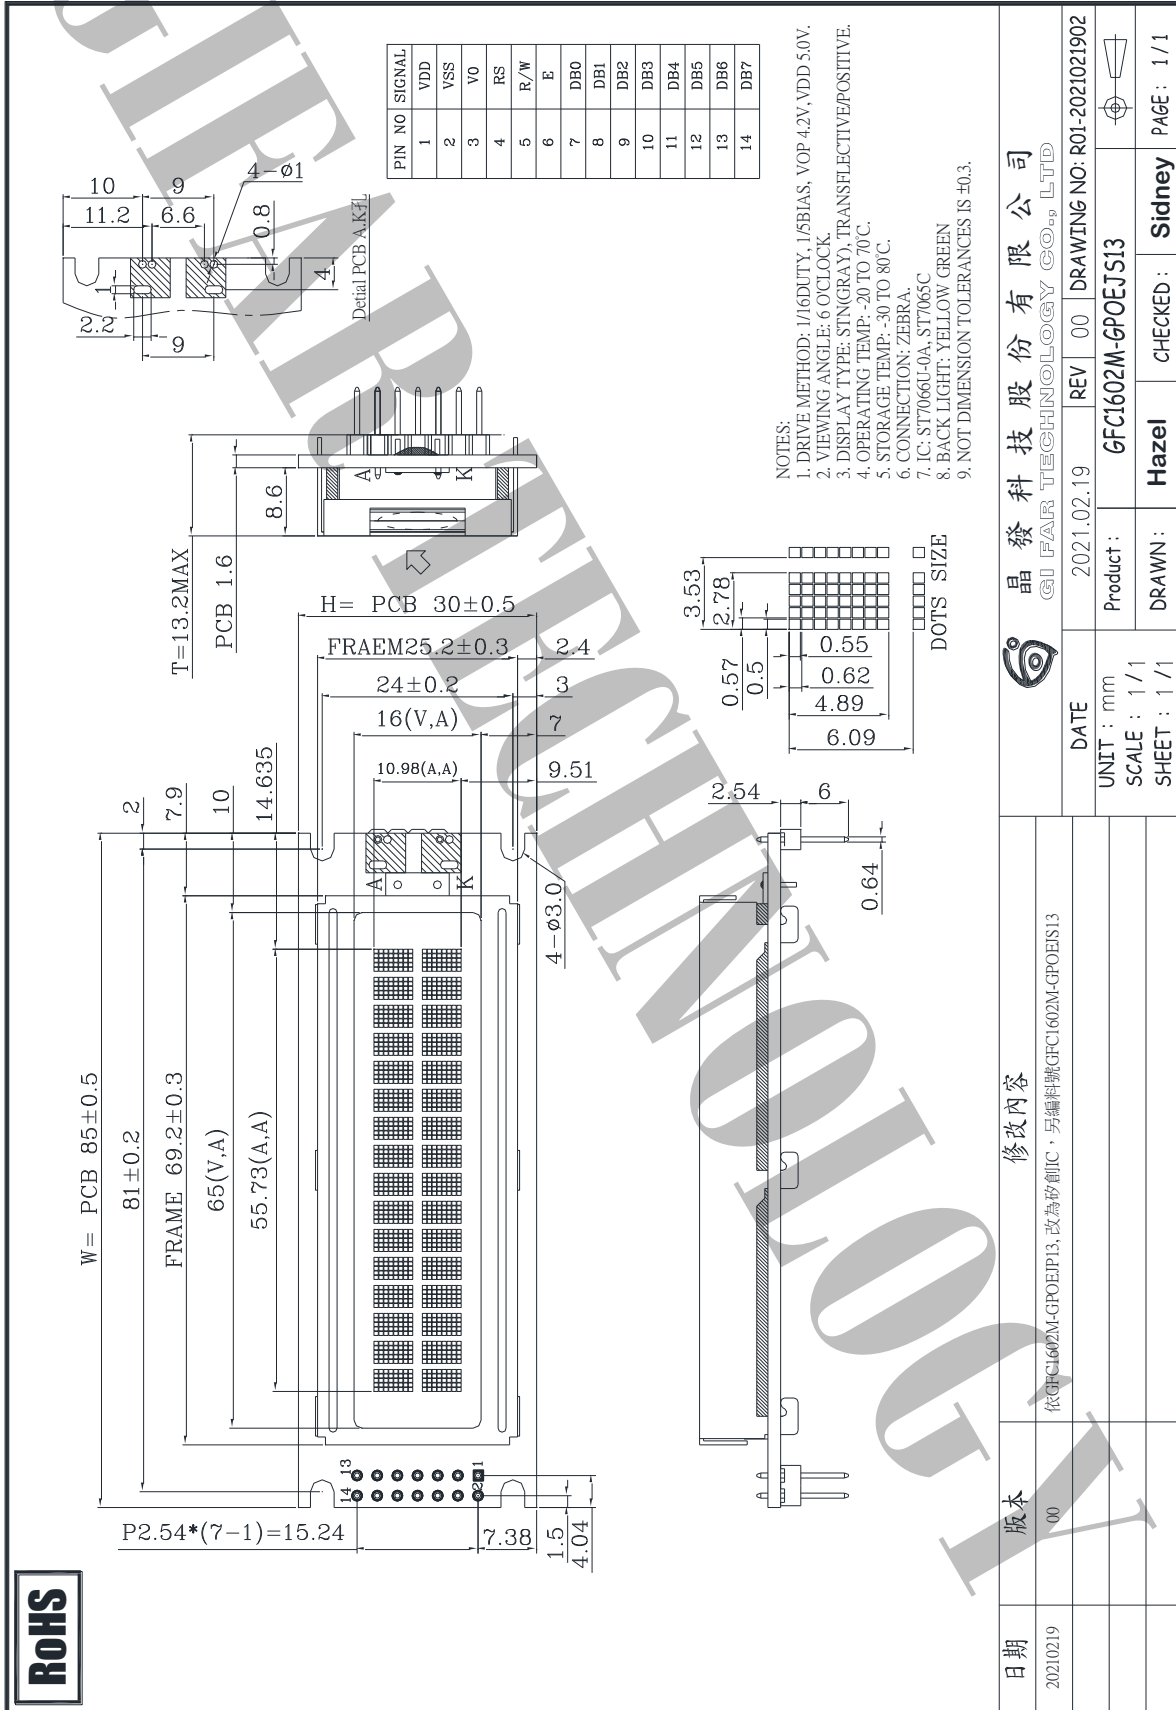 RoHS
W= PCB 85±0.5
81±0.2
FRAME 69.2±0.3
65(V,A)
55.73(A,A)
2
7.9
10
14.635
P2.54*(7-1)=15.24
7.38
1.5
4.04
14
13
2
1
A
K
4-ø3.0
H= PCB 30±0.5
FRAEM25.2±0.3
2.4
24±0.2
3
16(V,A)
7
10.98(A,A)
9.51
T=13.2MAX
PCB 1.6
8.6
A
K
10
9
11.2
6.6
4-ø1
0.8
1
4
2.2
9
Detial PCB A.K孔
2.54
6
0.64
3.53
2.78
0.57
0.5
0.55
0.62
4.89
6.09
DOTS SIZE
PIN NO SIGNAL
1 VDD
2 VSS
3 V0
4 RS
5 R/W
6 E
7 DB0
8 DB1
9 DB2
10 DB3
11 DB4
12 DB5
13 DB6
14 DB7
NOTES:
1. DRIVE METHOD: 1/16DUTY, 1/5BIAS, VOP 4.2V,VDD 5.0V.
2. VIEWING ANGLE: 6 O'CLOCK.
3. DISPLAY TYPE: STN(GRAY), TRANSFLECTIVE/POSITIVE.
4. OPERATING TEMP: -20 TO 70℃.
5. STORAGE TEMP: -30 TO 80℃.
6. CONNECTION: ZEBRA.
7. IC: ST7066U-0A, ST7065C
8. BACK LIGHT: YELLOW GREEN
9. NOT DIMENSION TOLERANCES IS ±0.3.
GI FAR TECHNOLOGY
日期 版本 修改內容
20210219 00 依GFC1602M-GPOEJP13, 改為矽創IC，另編料號GFC1602M-GPOEJS13
晶發科技股份有限公司
GI FAR TECHNOLOGY CO., LTD
DATE 2021.02.19 REV 00 DRAWING NO: R01-2021021902
UNIT : mm
SCALE : 1/1
SHEET : 1/1
Product : GFC1602M-GPOEJS13
DRAWN : Hazel CHECKED : Sidney PAGE : 1/1